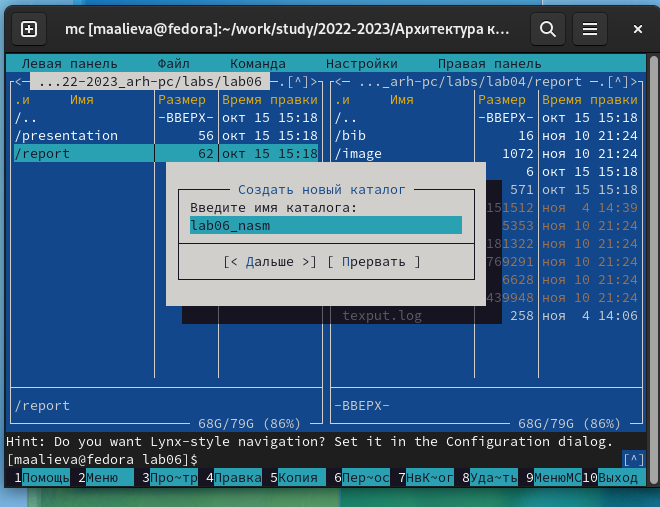 mc [maalieva@fedora]:~/work/study/2022-2023/Архитектура к...
Левая панель Файл Команда Настройки Правая панель
<— ...22-2023_arh-pc/labs/lab06 —.[^]> <— ..._arh-pc/labs/lab04/report —.[^]>
.и Имя Размер Время правки .и Имя Размер Время правки
/.. -ВВЕРХ- окт 15 15:18 /.. -ВВЕРХ- окт 15 15:18
/presentation 56 окт 15 15:18 /bib 16 ноя 10 21:24
/report 62 окт 15 15:18 /image 1072 ноя 10 21:24
6 окт 15 15:18
Создать новый каталог 571 окт 15 15:18
Введите имя каталога: 151512 ноя 4 14:39
lab06_nasm 5353 ноя 10 21:24
181322 ноя 10 21:24
[< Дальше >] [ Прервать ] 769291 ноя 10 21:24
6628 ноя 10 21:24
439948 ноя 10 21:24
texput.log 258 ноя 4 14:06
/report -ВВЕРХ-
68G/79G (86%) 68G/79G (86%)
Hint: Do you want Lynx-style navigation? Set it in the Configuration dialog.
[maalieva@fedora lab06]$ [^]
1Помощь 2Меню 3Про~тр 4Правка 5Копия 6Пер~ос 7НвК~ог 8Уда~ть 9МенюMC 10Выход